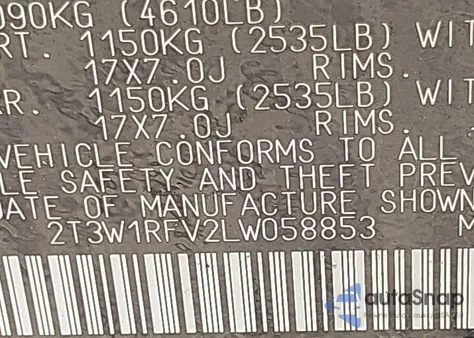 090KG (4610LB)
RT. 1150KG (2535LB) WIT
17X7.0J RIMS.
RR. 1150KG (2535LB) WIT
17X7.0J RIMS.
VEHICLE CONFORMS TO ALL
LE SAFETY AND THEFT PREV
DATE OF MANUFACTURE SHOWN
2T3W1RFV2LW058853 M
autoSnap